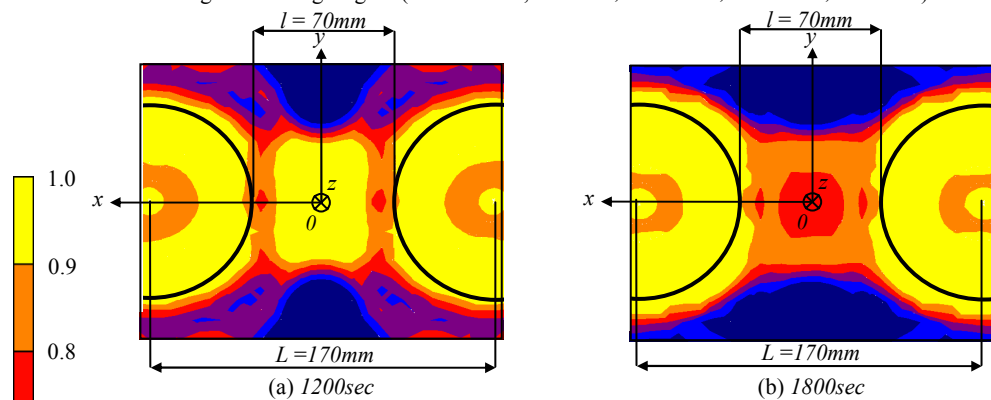 l = 70mm
y
x
z
0
L =170mm
(a) 1200sec
l = 70mm
y
x
z
0
L =170mm
(b) 1800sec
1.0
0.9
0.8